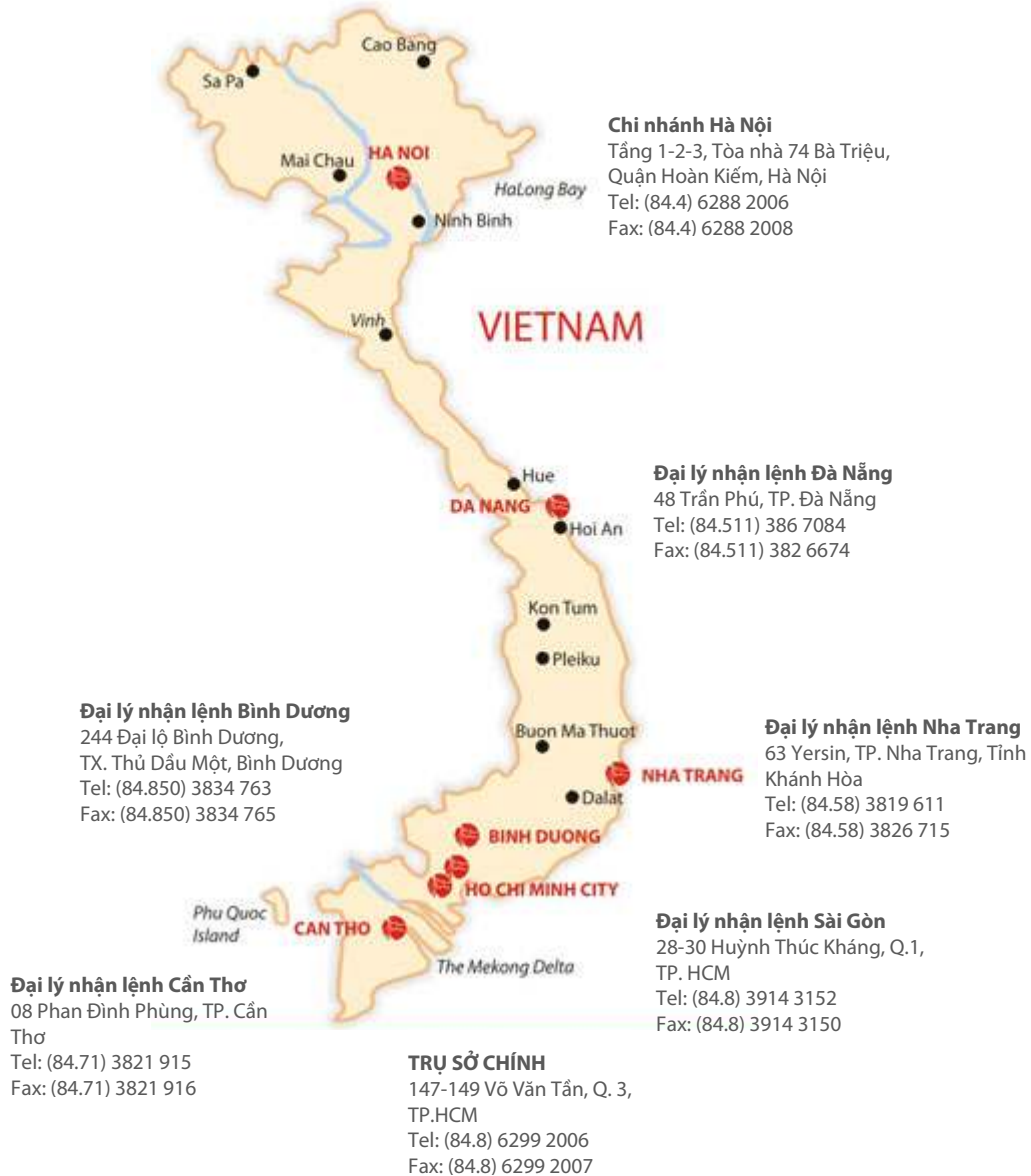 Cao Bang
Sa Pa
Mai Chau
HA NOI
HaLong Bay
Ninh Binh
Chi nhánh Hà Nội
Tầng 1-2-3, Tòa nhà 74 Bà Triệu,
Quận Hoàn Kiếm, Hà Nội
Tel: (84.4) 6288 2006
Fax: (84.4) 6288 2008
Vinh
VIETNAM
Hue
DA NANG
Hoi An
Đại lý nhận lệnh Đà Nẵng
48 Trần Phú, TP. Đà Nẵng
Tel: (84.511) 386 7084
Fax: (84.511) 382 6674
Kon Tum
Pleiku
Buon Ma Thuot
NHA TRANG
Dalat
Đại lý nhận lệnh Bình Dương
244 Đại lộ Bình Dương,
TX. Thủ Dầu Một, Bình Dương
Tel: (84.850) 3834 763
Fax: (84.850) 3834 765
Đại lý nhận lệnh Nha Trang
63 Yersin, TP. Nha Trang, Tỉnh
Khánh Hòa
Tel: (84.58) 3819 611
Fax: (84.58) 3826 715
BINH DUONG
HO CHI MINH CITY
Phu Quoc
Island
CAN THO
The Mekong Delta
Đại lý nhận lệnh Sài Gòn
28-30 Huỳnh Thúc Kháng, Q.1,
TP. HCM
Tel: (84.8) 3914 3152
Fax: (84.8) 3914 3150
Đại lý nhận lệnh Cần Thơ
08 Phan Đình Phùng, TP. Cần
Thơ
Tel: (84.71) 3821 915
Fax: (84.71) 3821 916
TRỤ SỞ CHÍNH
147-149 Võ Văn Tần, Q. 3,
TP.HCM
Tel: (84.8) 6299 2006
Fax: (84.8) 6299 2007